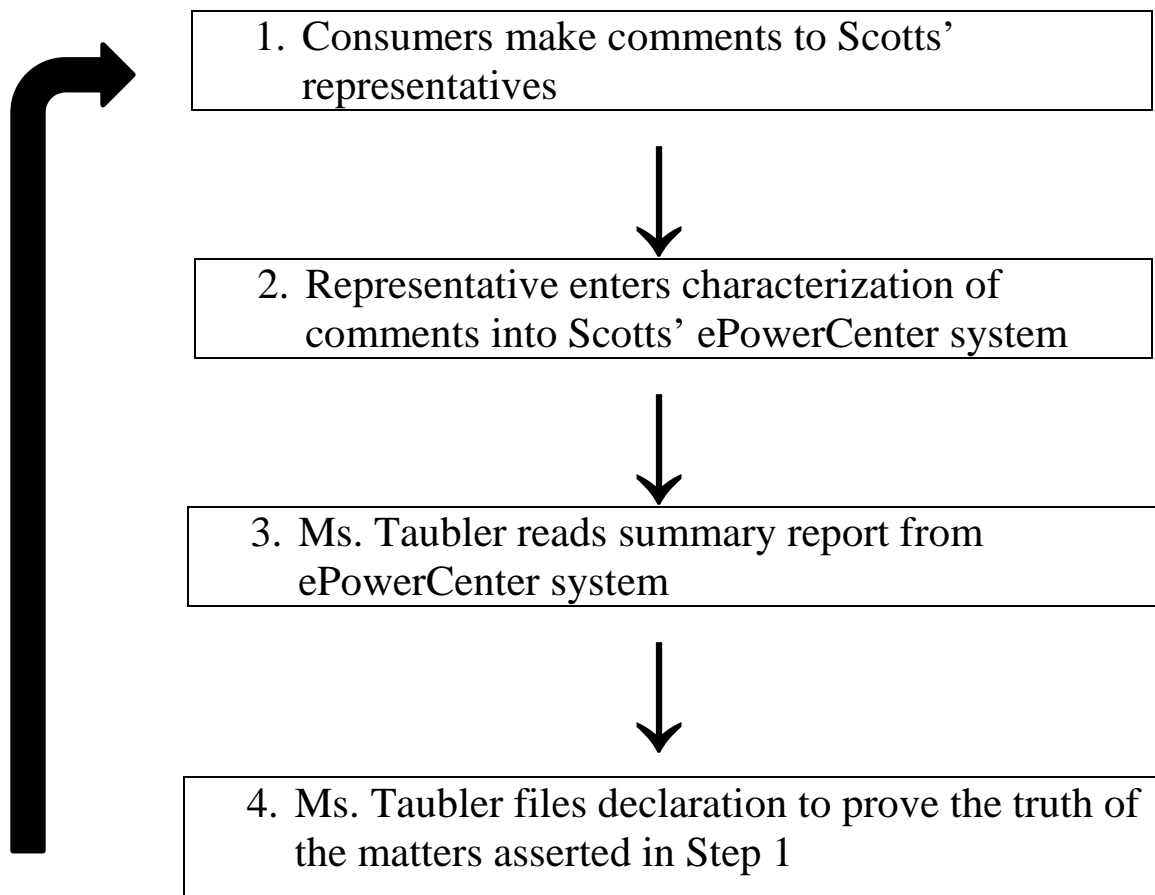 1. Consumers make comments to Scotts’
representatives
2. Representative enters characterization of
comments into Scotts’ ePowerCenter system
3. Ms. Taubler reads summary report from
ePowerCenter system
4. Ms. Taubler files declaration to prove the truth of
the matters asserted in Step 1